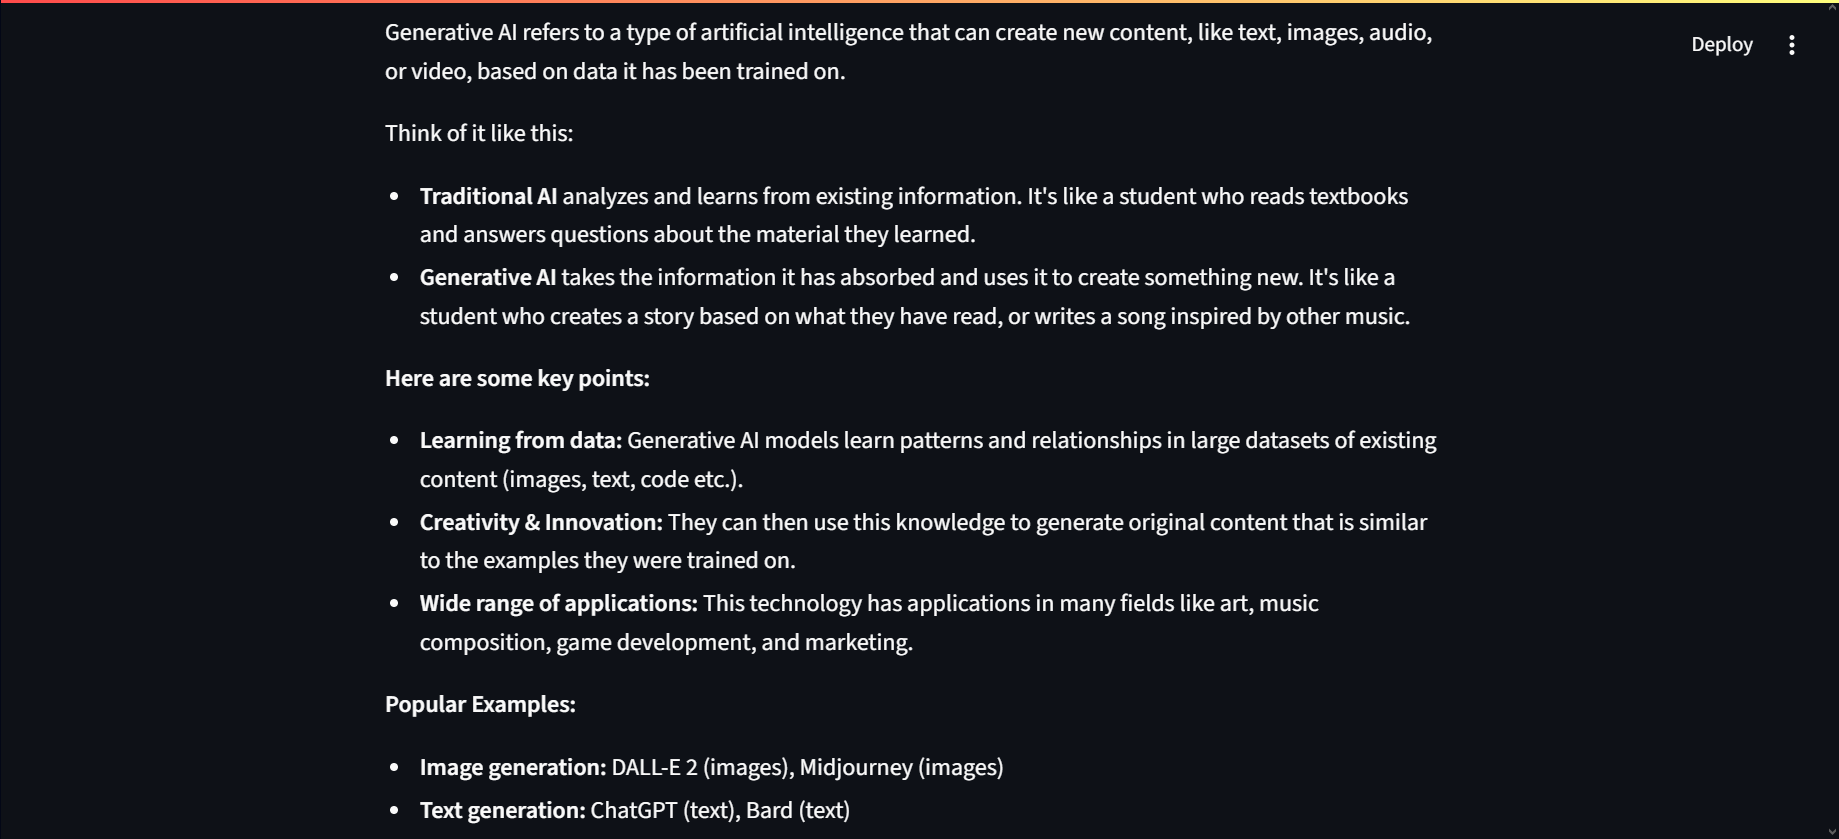 Generative AI refers to a type of artificial intelligence that can create new content, like text, images, audio,
or video, based on data it has been trained on.
Deploy
Think of it like this:
• Traditional AI analyzes and learns from existing information. It's like a student who reads textbooks
and answers questions about the material they learned.
• Generative AI takes the information it has absorbed and uses it to create something new. It's like a
student who creates a story based on what they have read, or writes a song inspired by other music.
Here are some key points:
• Learning from data: Generative AI models learn patterns and relationships in large datasets of existing
content (images, text, code etc.).
• Creativity & Innovation: They can then use this knowledge to generate original content that is similar
to the examples they were trained on.
• Wide range of applications: This technology has applications in many fields like art, music
composition, game development, and marketing.
Popular Examples:
• Image generation: DALL-E 2 (images), Midjourney (images)
• Text generation: ChatGPT (text), Bard (text)